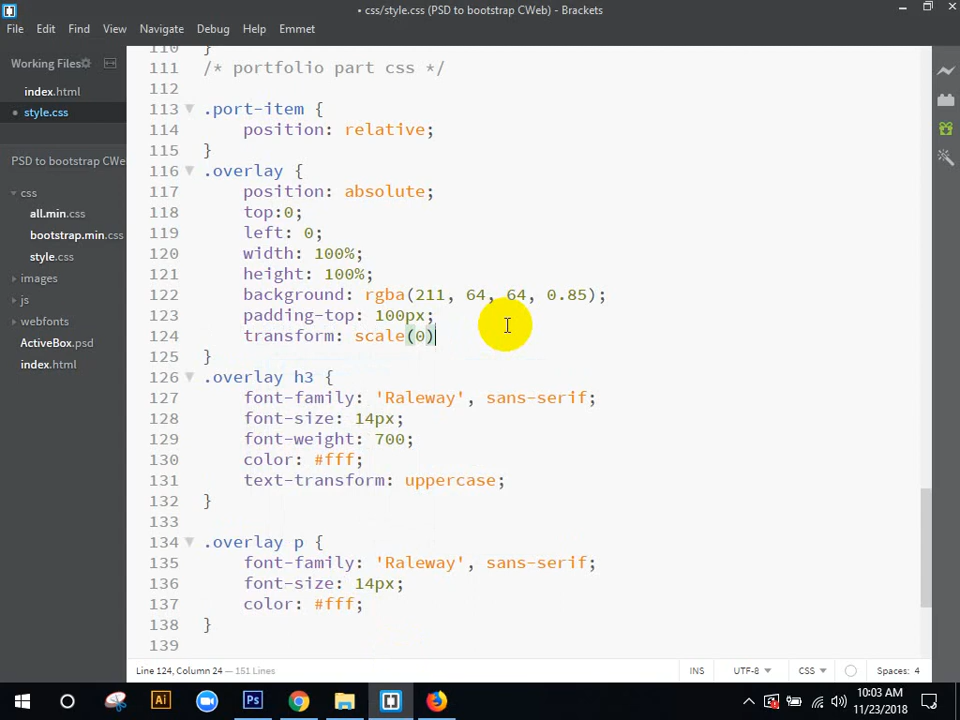 • css/style.css (PSD to bootstrap CWeb) - Brackets
File Edit Find View Navigate Debug Help Emmet
Working Files
index.html
• style.css
PSD to bootstrap CWe
css
all.min.css
bootstrap.min.css
style.css
images
js
webfonts
ActiveBox.psd
index.html
110 }
111 /* portfolio part css */
112
113 .port-item {
114 position: relative;
115 }
116 .overlay {
117 position: absolute;
118 top:0;
119 left: 0;
120 width: 100%;
121 height: 100%;
122 background: rgba(211, 64, 64, 0.85);
123 padding-top: 100px;
124 transform: scale(0)
125 }
126 .overlay h3 {
127 font-family: 'Raleway', sans-serif;
128 font-size: 14px;
129 font-weight: 700;
130 color: #fff;
131 text-transform: uppercase;
132 }
133
134 .overlay p {
135 font-family: 'Raleway', sans-serif;
136 font-size: 14px;
137 color: #fff;
138 }
139
Line 124, Column 24 — 151 Lines
INS UTF-8 CSS Spaces: 4
Ai Ps
10:03 AM
11/23/2018